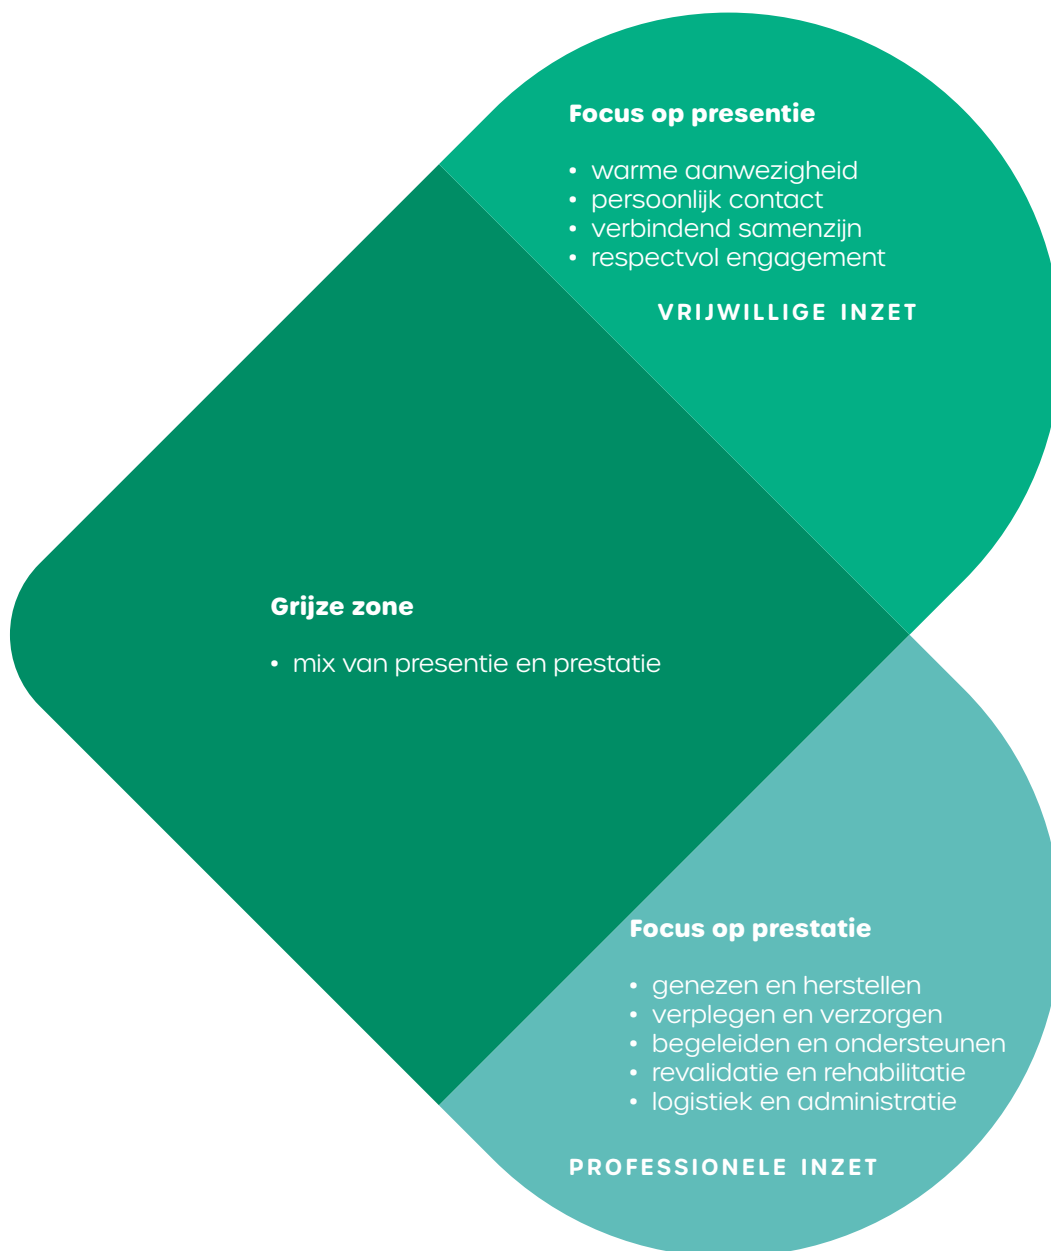 Focus op presentie
• warme aanwezigheid
• persoonlijk contact
• verbindend samenzijn
• respectvol engagement
VRIJWILLIGE INZET
Grijze zone
• mix van presentie en prestatie
Focus op prestatie
• genezen en herstellen
• verplegen en verzorgen
• begeleiden en ondersteunen
• revalidatie en rehabilitatie
• logistiek en administratie
PROFESSIONELE INZET